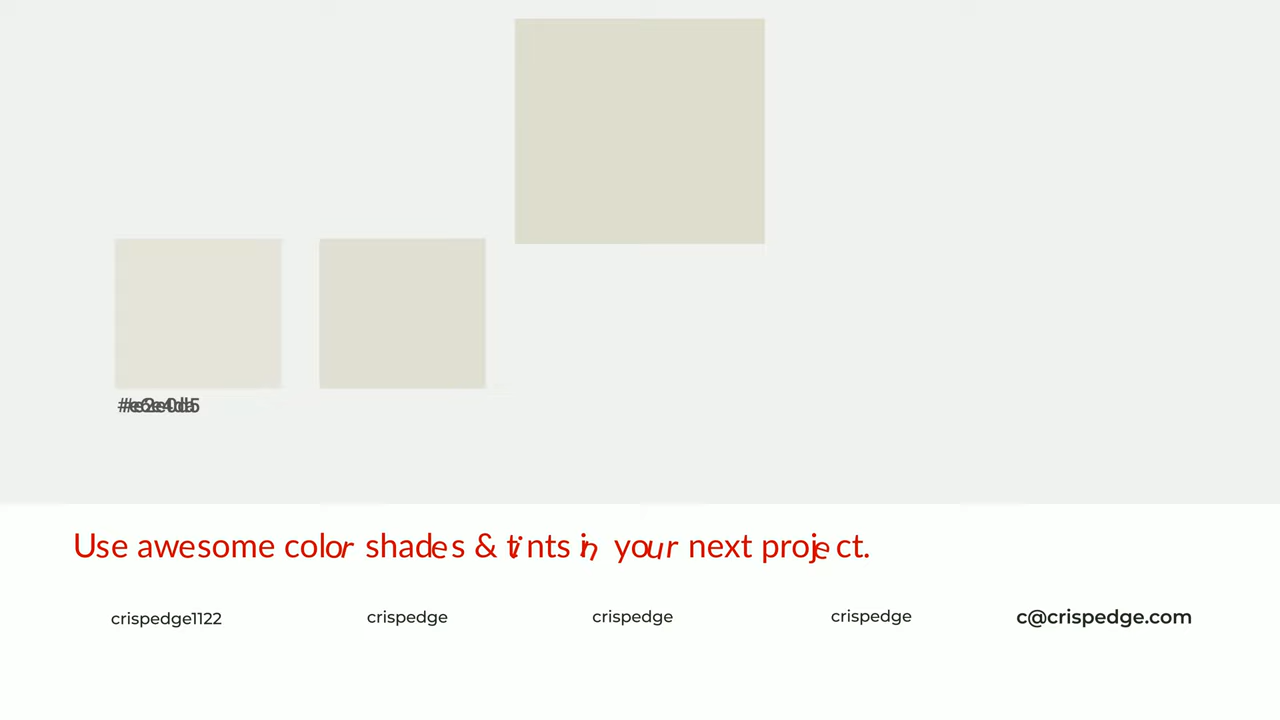 Use awesome color shades & tints in your next project.
crispedge1122 crispedge crispedge crispedge c@crispedge.com